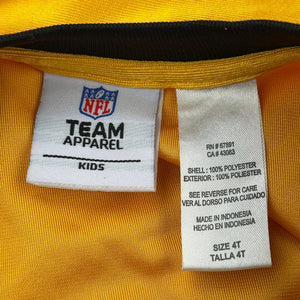 NFL
TEAM
APPAREL
KIDS
RN # 67891
CA # 43063
SHELL : 100% POLYESTER
EXTERIOR : 100% POLYESTER
SEE REVERSE FOR CARE
VER AL DORSO PARA CUIDADO
MADE IN INDONESIA
HECHO EN INDONESIA
SIZE 4T
TALLA 4T